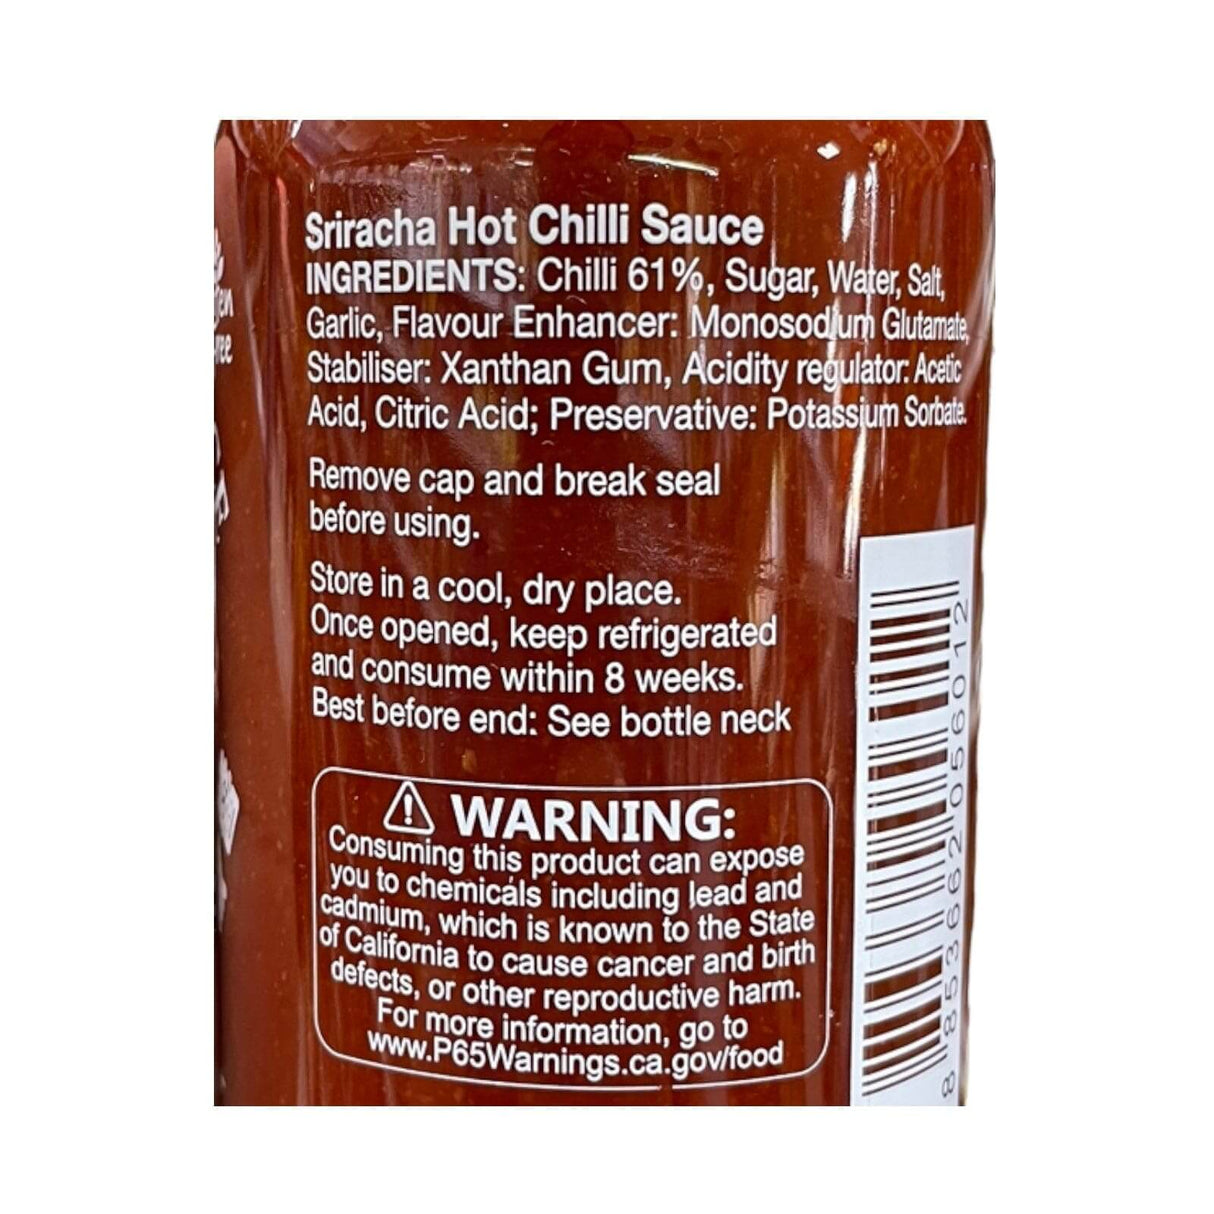 Sriracha Hot Chilli Sauce
INGREDIENTS: Chilli 61%, Sugar, Water, Salt,
Garlic, Flavour Enhancer: Monosodium Glutamate,
Stabiliser: Xanthan Gum, Acidity regulator: Acetic
Acid, Citric Acid; Preservative: Potassium Sorbate.
Remove cap and break seal
before using.
Store in a cool, dry place.
Once opened, keep refrigerated
and consume within 8 weeks.
Best before end: See bottle neck
WARNING:
Consuming this product can expose
you to chemicals including lead and
cadmium, which is known to the State
of California to cause cancer and birth
defects, or other reproductive harm.
For more information, go to
www.P65Warnings.ca.gov/food
8 853662 056012